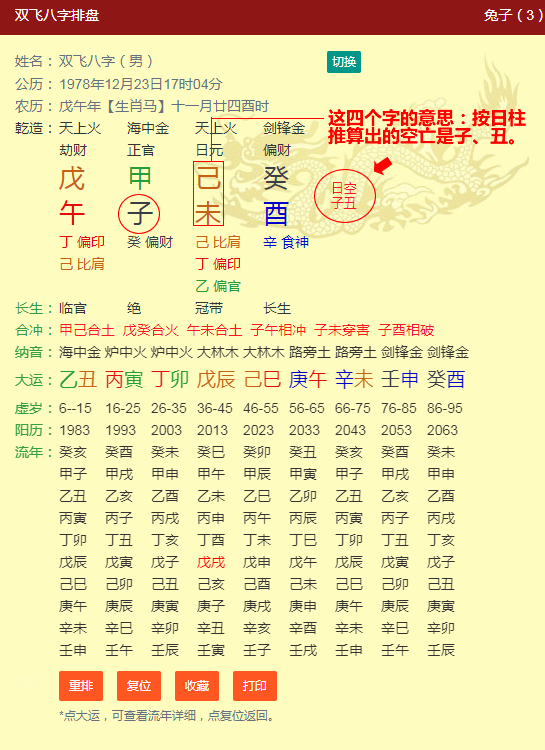 双飞八字排盘 兔子（3）
姓名： 双飞八字（男） 切换
公历： 1978年12月23日17时04分
农历： 戊午年【生肖马】十一月廿四酉时
乾造： 天上火 海中金 天上火 剑锋金
这四个字的意思：按日柱
推算出的空亡是子、丑。
劫财 正官 日元 偏财
戊 甲 己 癸
午 子 未 酉
日空
子丑
丁 偏印 癸 偏财 己 比肩 辛 食神
己 比肩 丁 偏印
乙 偏官
长生： 临官 绝 冠带 长生
合冲： 甲己合土 戊癸合火 午未合土 子午相冲 子未穿害 子酉相破
纳音： 海中金 炉中火 炉中火 大林木 大林木 路旁土 路旁土 剑锋金 剑锋金
大运： 乙丑 丙寅 丁卯 戊辰 己巳 庚午 辛未 壬申 癸酉
虚岁： 6--15 16-25 26-35 36-45 46-55 56-65 66-75 76-85 86-95
阳历： 1983 1993 2003 2013 2023 2033 2043 2053 2063
流年： 癸亥 癸酉 癸未 癸巳 癸卯 癸丑 癸亥 癸酉 癸未
甲子 甲戌 甲申 甲午 甲辰 甲寅 甲子 甲戌 甲申
乙丑 乙亥 乙酉 乙未 乙巳 乙卯 乙丑 乙亥 乙酉
丙寅 丙子 丙戌 丙申 丙午 丙辰 丙寅 丙子 丙戌
丁卯 丁丑 丁亥 丁酉 丁未 丁巳 丁卯 丁丑 丁亥
戊辰 戊寅 戊子 戊戌 戊申 戊午 戊辰 戊寅 戊子
己巳 己卯 己丑 己亥 己酉 己未 己巳 己卯 己丑
庚午 庚辰 庚寅 庚子 庚戌 庚申 庚午 庚辰 庚寅
辛未 辛巳 辛卯 辛丑 辛亥 辛酉 辛未 辛巳 辛卯
壬申 壬午 壬辰 壬寅 壬子 壬戌 壬申 壬午 壬辰
重排 复位 收藏 打印
*点大运，可查看流年详细，点复位返回。